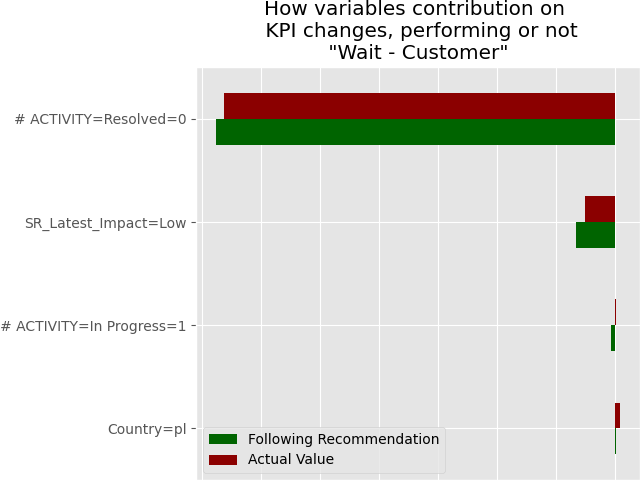 How variables contribution on
KPI changes, performing or not
"Wait - Customer"
# ACTIVITY=Resolved=0
SR_Latest_Impact=Low
# ACTIVITY=In Progress=1
Country=pl
Following Recommendation
Actual Value